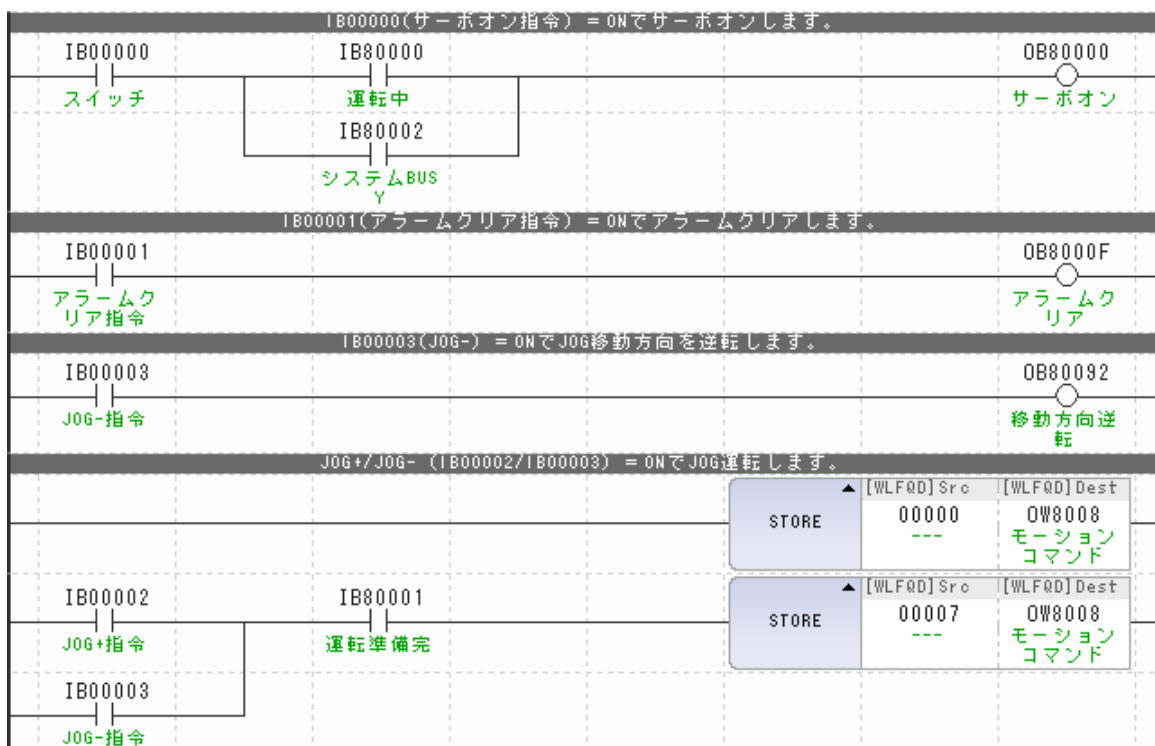 IB00000(サーボオン指令) =ONでサーボオンします。
IB00000 IB80000 OB80000
スイッチ 運転中 サーボオン
IB80002
システムBUS
Y
IB00001(アラームクリア指令) =ONでアラームクリアします。
IB00001 OB8000F
アラームク アラームク
リア指令 リア
IB00003(JOG-) =ONでJOG移動方向を逆転します。
IB00003 OB80092
JOG-指令 移動方向逆
転
JOG+/JOG- (IB00002/IB00003) =ONでJOG運転します。
[WLFQD]Src [WLFQD]Dest
STORE 00000 OW8008
--- モーション
コマンド
[WLFQD]Src [WLFQD]Dest
IB00002 IB80001 STORE 00007 OW8008
JOG+指令 運転準備完 --- モーション
コマンド
IB00003
JOG-指令